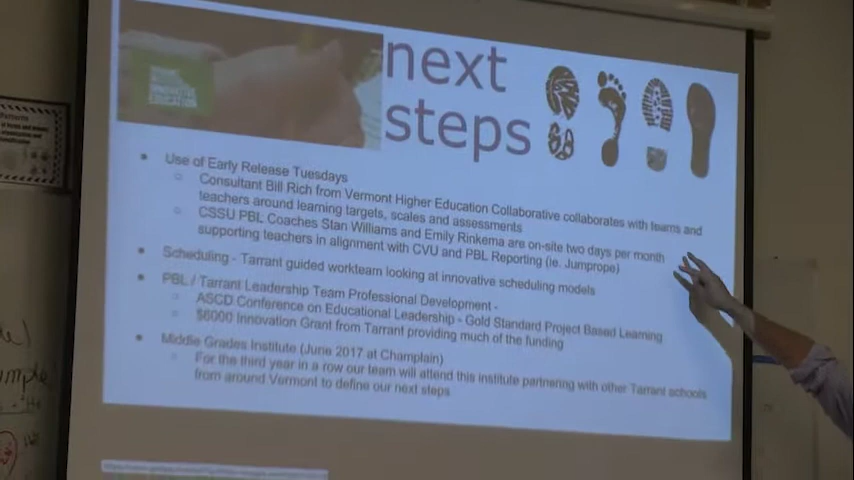 next
steps
INNOVATIVE
EDUCATION
Patterns
• Use of Early Release Tuesdays
○ Consultant Bill Rich from Vermont Higher Education Collaborative collaborates with teams and
teachers around learning targets, scales and assessments
○ CSSU PBL Coaches Stan Williams and Emily Rinkema are on-site two days per month
supporting teachers in alignment with CVU and PBL Reporting (ie. Jumprope)
• Scheduling - Tarrant guided workteam looking at innovative scheduling models
• PBL / Tarrant Leadership Team Professional Development -
○ ASCD Conference on Educational Leadership - Gold Standard Project Based Learning
○ $6000 Innovation Grant from Tarrant providing much of the funding
• Middle Grades Institute (June 2017 at Champlain)
○ For the third year in a row our team will attend this institute partnering with other Tarrant schools
from around Vermont to define our next steps